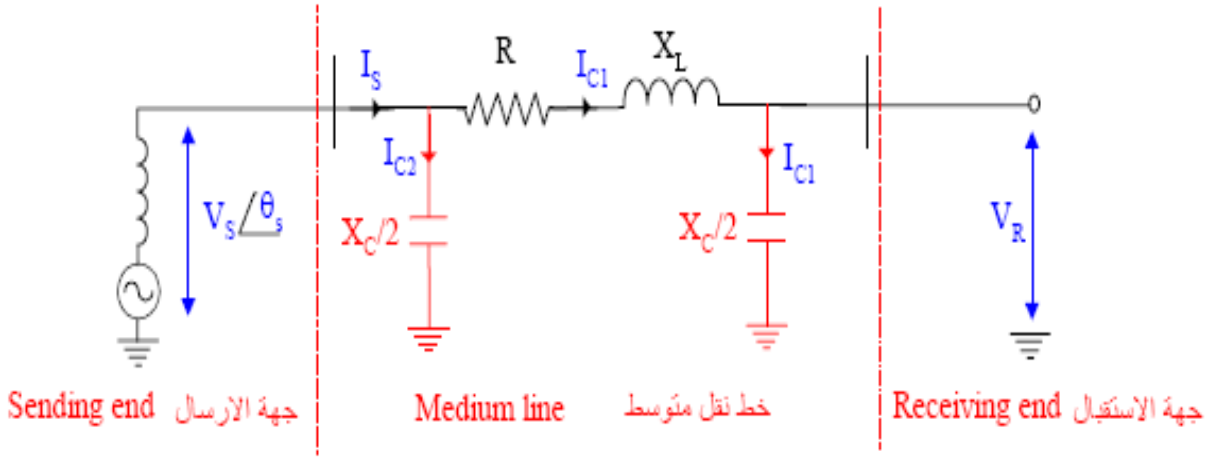 R
X_L
I_S
I_C1
I_C2
I_C1
V_S∠θ_s
X_C/2
X_C/2
V_R
Sending end جهة الارسال
Medium line خط نقل متوسط
Receiving end جهة الاستقبال